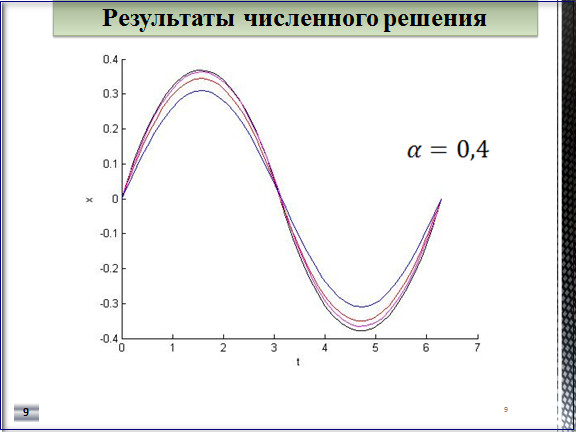 Результаты численного решения
0.4
0.3
0.2
0.1
0
-0.1
-0.2
-0.3
-0.4
x
α = 0,4
0 1 2 3 4 5 6 7
t
9
9